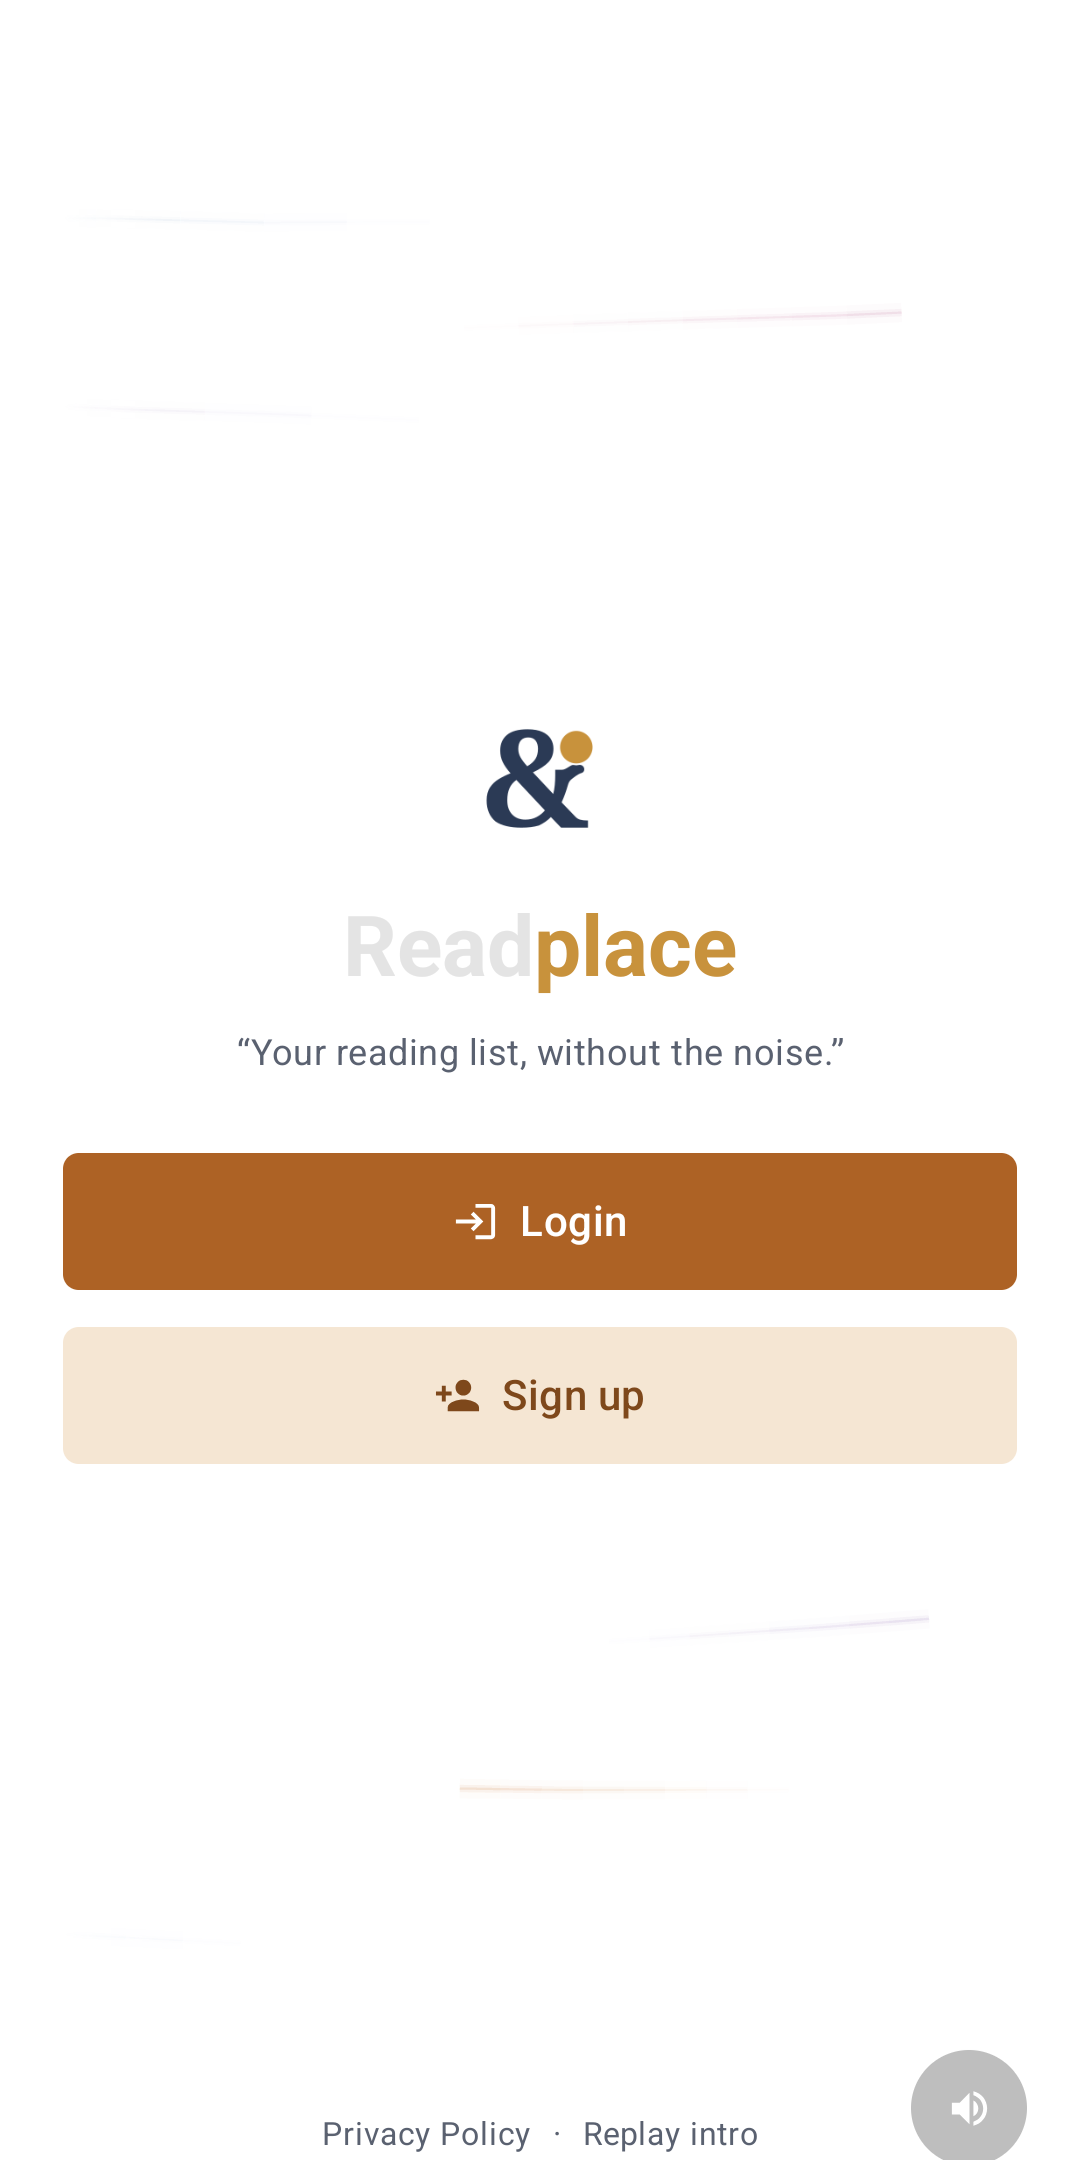 &
Readplace
“Your reading list, without the noise.”
Login
Sign up
Privacy Policy · Replay intro